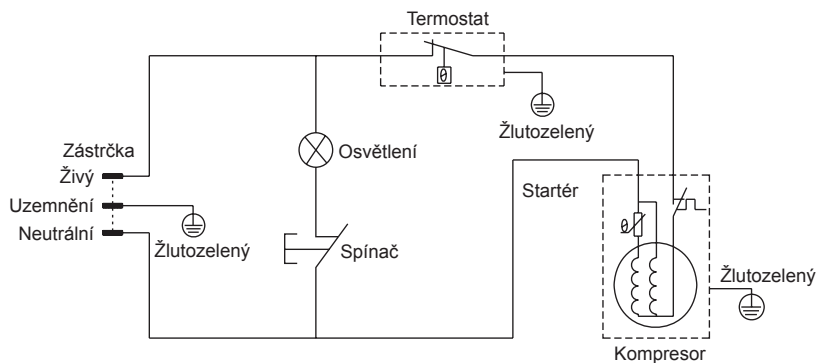 Termostat
Žlutozelený
Zástrčka
Osvětlení
Živý
Startér
Uzemnění
Neutrální
Žlutozelený
Spínač
Žlutozelený
Kompresor